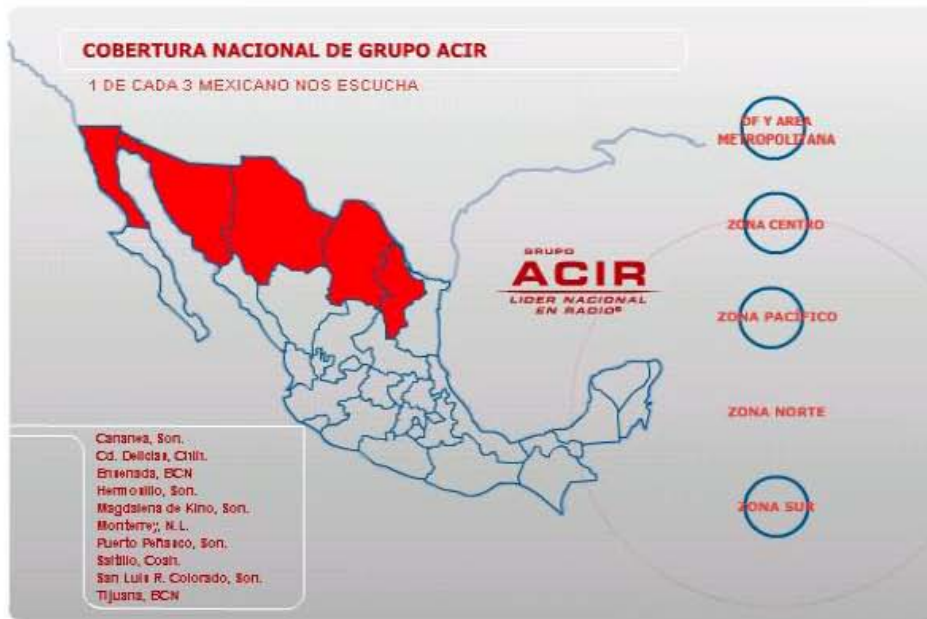 COBERTURA NACIONAL DE GRUPO ACIR
1 DE CADA 3 MEXICANO NOS ESCUCHA
DF Y AREA
METROPOLITANA
ZONA CENTRO
GRUPO
ACIR
LIDER NACIONAL
EN RADIO®
ZONA PACÍFICO
ZONA NORTE
ZONA SUR
Cananea, Son.
Cd. Delicias, Chih.
Ensenada, BCN
Hermosillo, Son.
Magdalena de Kino, Son.
Monterrey, N.L.
Puerto Peñasco, Son.
Saltillo, Coah.
San Luis R. Colorado, Son.
Tijuana, BCN